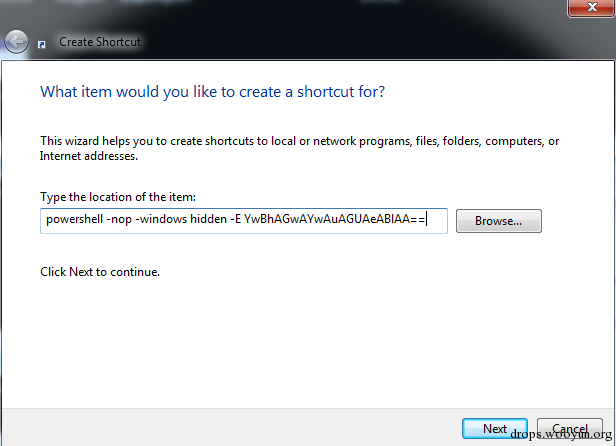 Create Shortcut
What item would you like to create a shortcut for?
This wizard helps you to create shortcuts to local or network programs, files, folders, computers, or
Internet addresses.
Type the location of the item:
powershell -nop -windows hidden -E YwBhAGwAYwAuAGUAeABlAA==
Browse...
Click Next to continue.
Next
Cancel
drops.wooyun.org